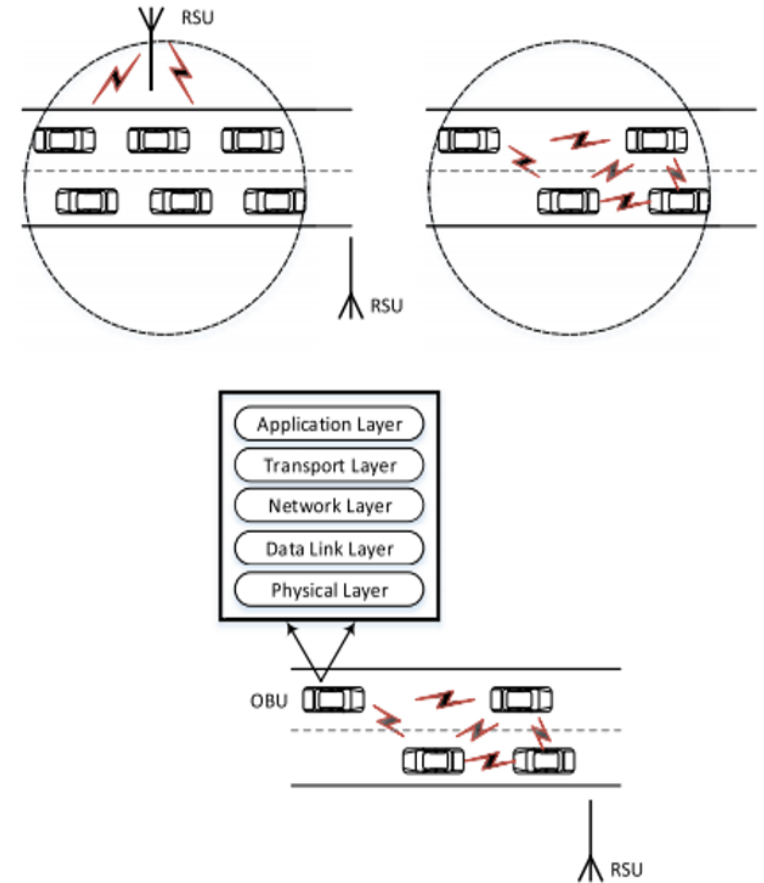 RSU
RSU
Application Layer
Transport Layer
Network Layer
Data Link Layer
Physical Layer
OBU
RSU